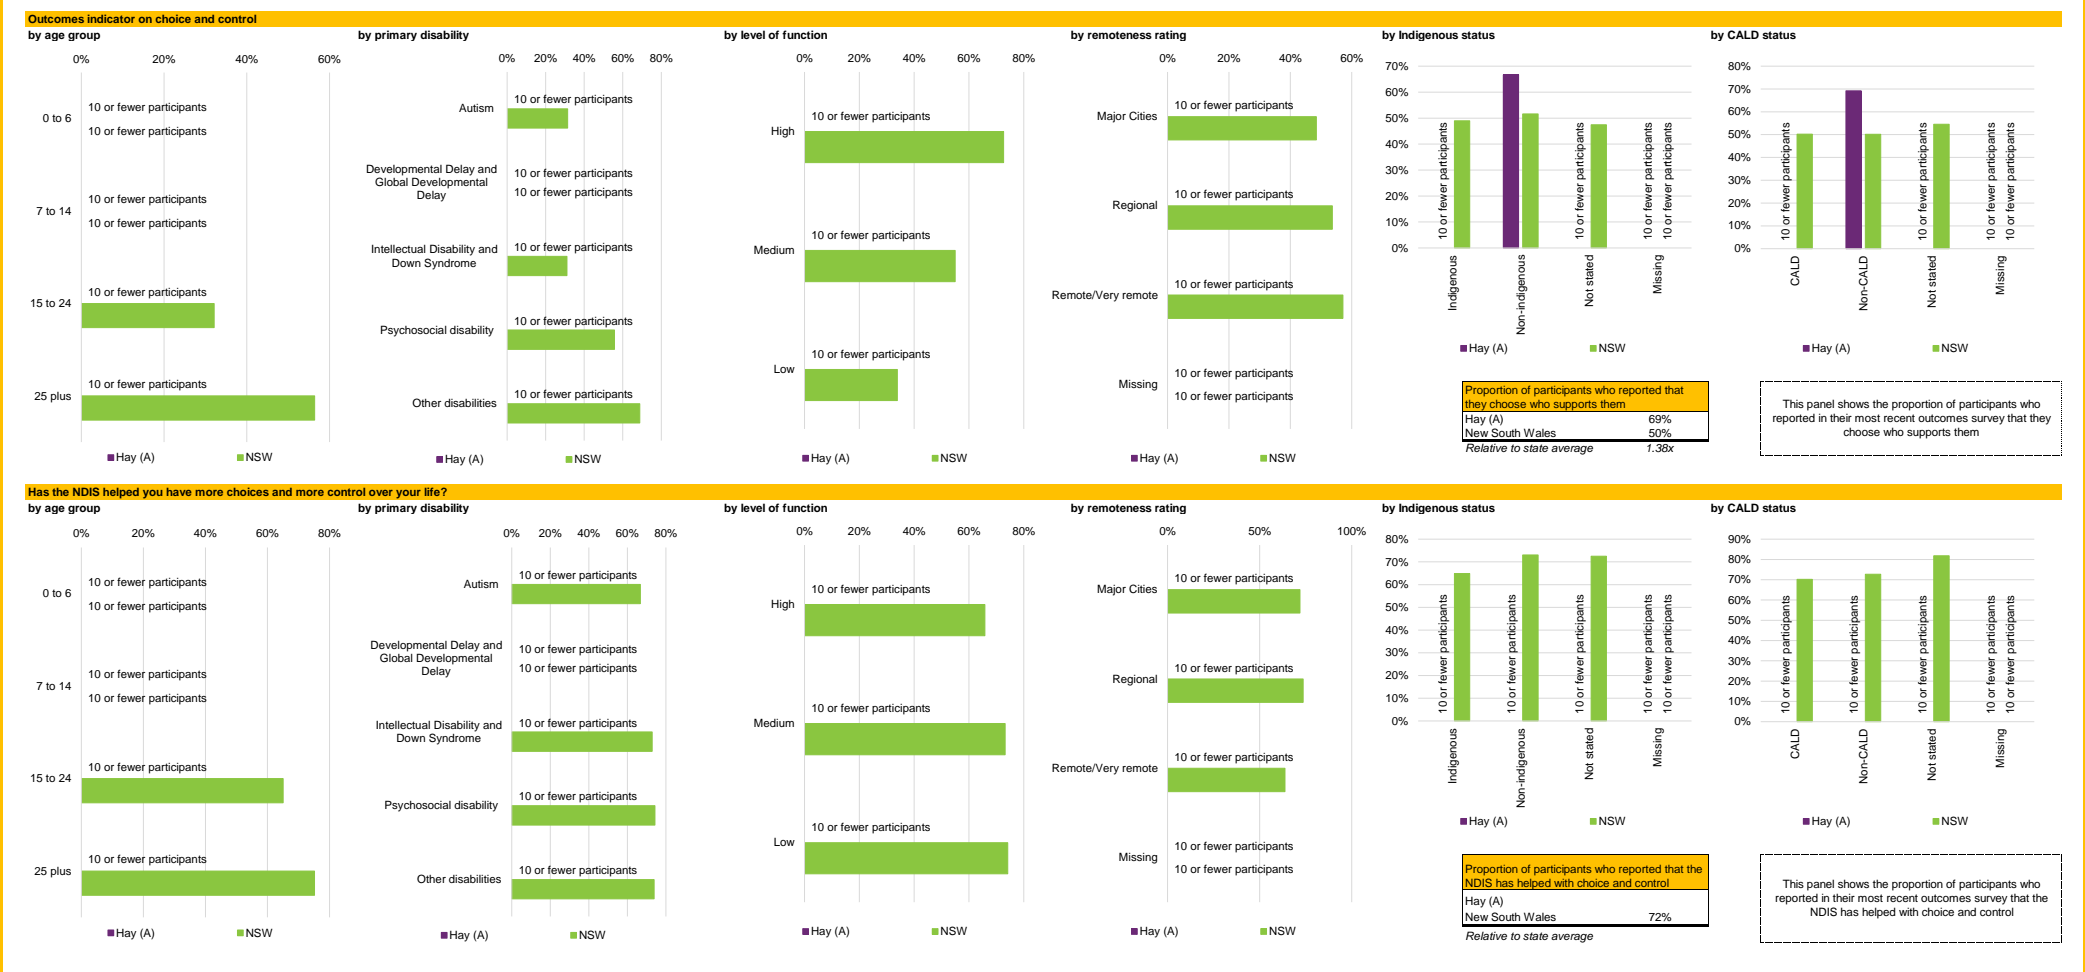 Outcomes indicator on choice and control
by age group
0%
20%
40%
60%
0 to 6
10 or fewer participants
10 or fewer participants
7 to 14
10 or fewer participants
10 or fewer participants
15 to 24
10 or fewer participants
25 plus
10 or fewer participants
Hay (A)
NSW
by primary disability
0%
20%
40%
60%
80%
Autism
10 or fewer participants
Developmental Delay and
Global Developmental
Delay
10 or fewer participants
10 or fewer participants
Intellectual Disability and
Down Syndrome
10 or fewer participants
Psychosocial disability
10 or fewer participants
Other disabilities
10 or fewer participants
Hay (A)
NSW
by level of function
0%
20%
40%
60%
80%
High
10 or fewer participants
Medium
10 or fewer participants
Low
10 or fewer participants
Hay (A)
NSW
by remoteness rating
0%
20%
40%
60%
Major Cities
10 or fewer participants
Regional
10 or fewer participants
Remote/Very remote
10 or fewer participants
Missing
10 or fewer participants
10 or fewer participants
Hay (A)
NSW
by Indigenous status
70%
60%
50%
40%
30%
20%
10%
0%
10 or fewer participants
10 or fewer participants
10 or fewer participants
10 or fewer participants
Indigenous
Non-indigenous
Not stated
Missing
Hay (A)
NSW
by CALD status
80%
70%
60%
50%
40%
30%
20%
10%
0%
10 or fewer participants
10 or fewer participants
10 or fewer participants
10 or fewer participants
CALD
Non-CALD
Not stated
Missing
Hay (A)
NSW
Proportion of participants who reported that
they choose who supports them
Hay (A) 69%
New South Wales 50%
Relative to state average 1.38x
This panel shows the proportion of participants who
reported in their most recent outcomes survey that they
choose who supports them
Has the NDIS helped you have more choices and more control over your life?
by age group
0%
20%
40%
60%
80%
0 to 6
10 or fewer participants
10 or fewer participants
7 to 14
10 or fewer participants
10 or fewer participants
15 to 24
10 or fewer participants
25 plus
10 or fewer participants
Hay (A)
NSW
by primary disability
0%
20%
40%
60%
80%
Autism
10 or fewer participants
Developmental Delay and
Global Developmental
Delay
10 or fewer participants
10 or fewer participants
Intellectual Disability and
Down Syndrome
10 or fewer participants
Psychosocial disability
10 or fewer participants
Other disabilities
10 or fewer participants
Hay (A)
NSW
by level of function
0%
20%
40%
60%
80%
High
10 or fewer participants
Medium
10 or fewer participants
Low
10 or fewer participants
Hay (A)
NSW
by remoteness rating
0%
50%
100%
Major Cities
10 or fewer participants
Regional
10 or fewer participants
Remote/Very remote
10 or fewer participants
Missing
10 or fewer participants
10 or fewer participants
Hay (A)
NSW
by Indigenous status
80%
70%
60%
50%
40%
30%
20%
10%
0%
10 or fewer participants
10 or fewer participants
10 or fewer participants
10 or fewer participants
10 or fewer participants
Indigenous
Non-indigenous
Not stated
Missing
Hay (A)
NSW
by CALD status
90%
80%
70%
60%
50%
40%
30%
20%
10%
0%
10 or fewer participants
10 or fewer participants
10 or fewer participants
10 or fewer participants
10 or fewer participants
CALD
Non-CALD
Not stated
Missing
Hay (A)
NSW
Proportion of participants who reported that the
NDIS has helped with choice and control
Hay (A)
New South Wales 72%
Relative to state average
This panel shows the proportion of participants who
reported in their most recent outcomes survey that the
NDIS has helped with choice and control